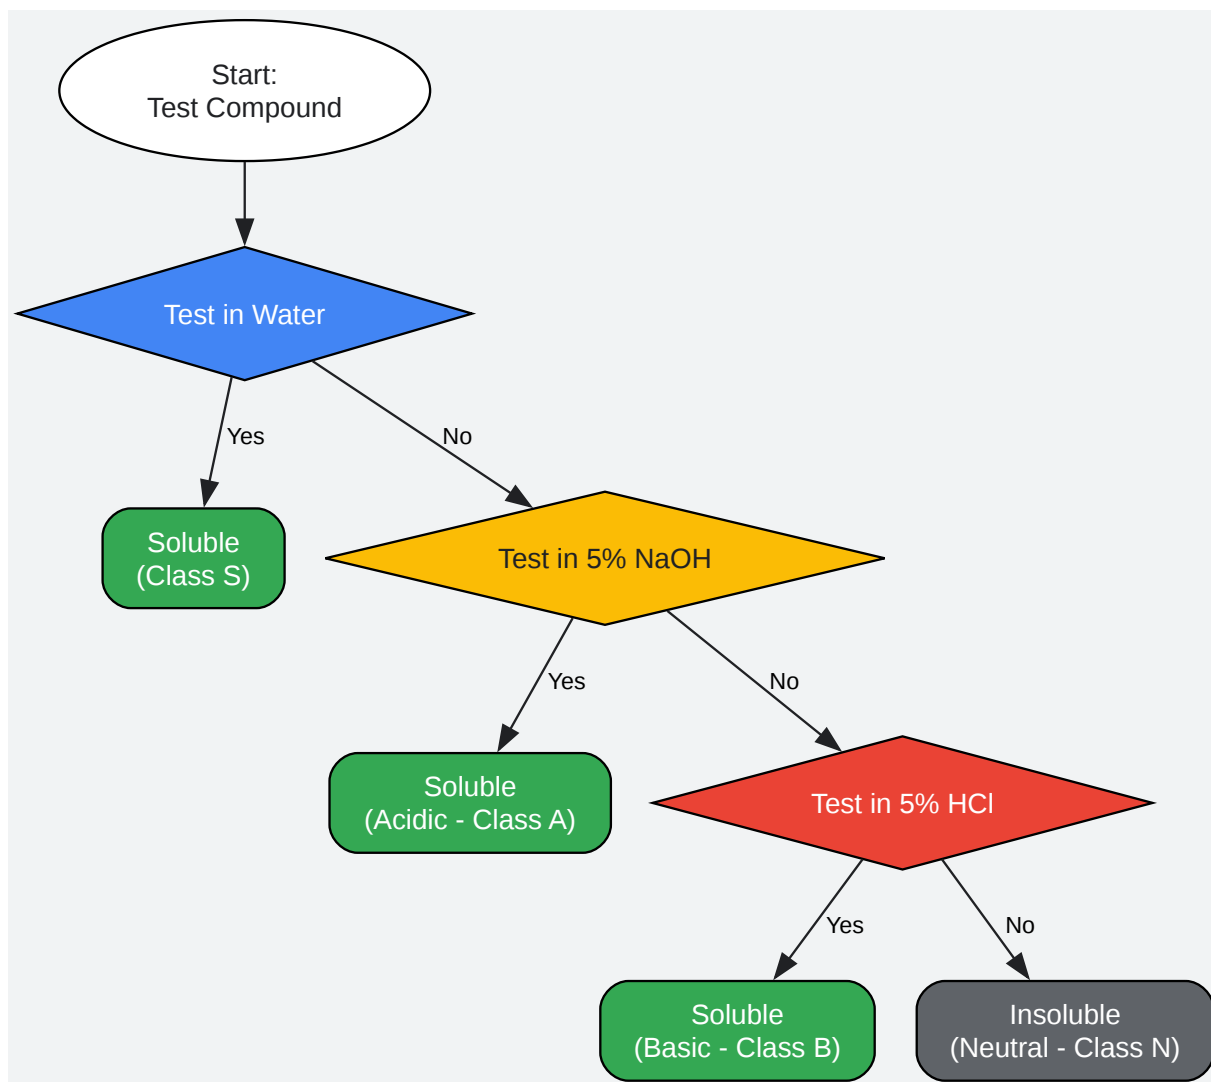 Start:
Test Compound
Test in Water
Yes
No
Soluble
(Class S)
Test in 5% NaOH
Yes
No
Soluble
(Acidic - Class A)
Test in 5% HCl
Yes
No
Soluble
(Basic - Class B)
Insoluble
(Neutral - Class N)